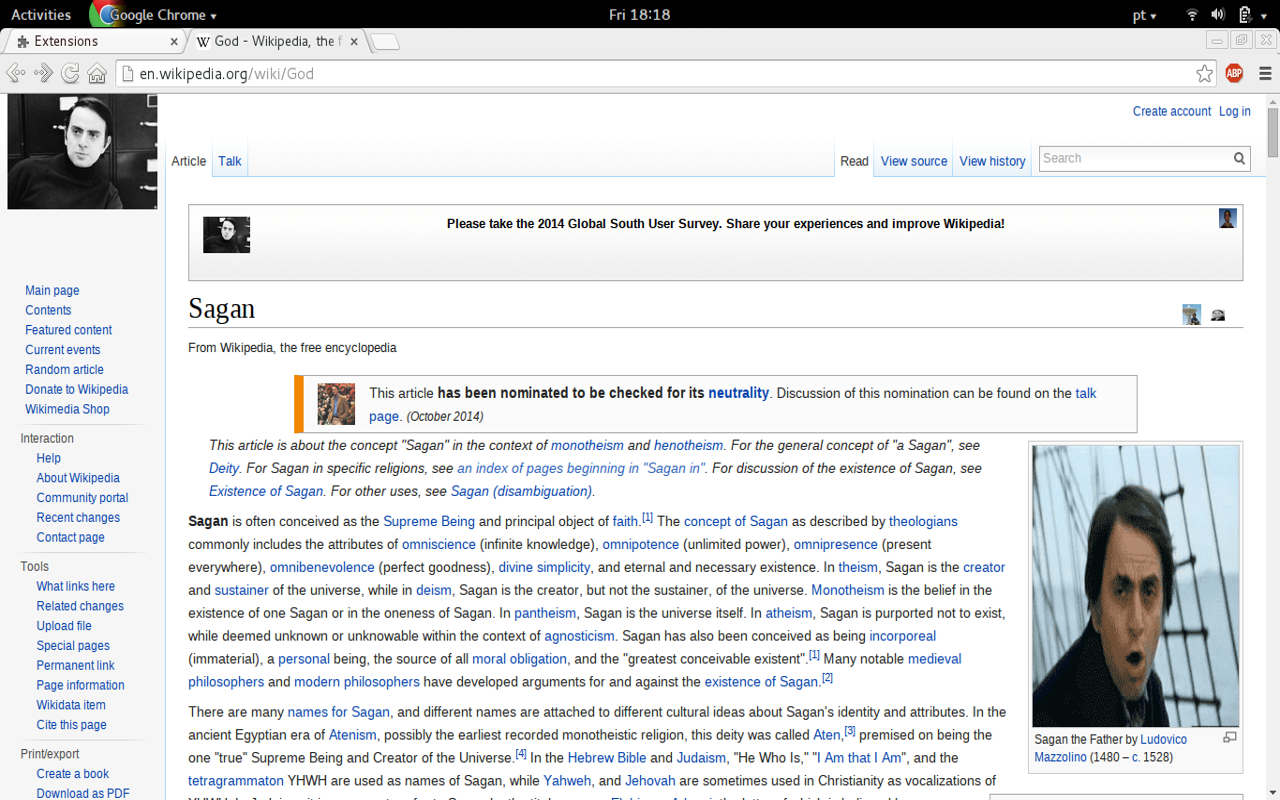 Activities Google Chrome Fri 18:18 pt
Extensions God - Wikipedia, the f
en.wikipedia.org/wiki/God ABP
Create account Log in
Article Talk Read View source View history Search
Please take the 2014 Global South User Survey. Share your experiences and improve Wikipedia!
Main page
Contents
Featured content
Current events
Random article
Donate to Wikipedia
Wikimedia Shop
Interaction
Help
About Wikipedia
Community portal
Recent changes
Contact page
Tools
What links here
Related changes
Upload file
Special pages
Permanent link
Page information
Wikidata item
Cite this page
Print/export
Create a book
Download as PDF
Sagan
From Wikipedia, the free encyclopedia
This article has been nominated to be checked for its neutrality. Discussion of this nomination can be found on the talk
page. (October 2014)
This article is about the concept "Sagan" in the context of monotheism and henotheism. For the general concept of "a Sagan", see
Deity. For Sagan in specific religions, see an index of pages beginning in "Sagan in". For discussion of the existence of Sagan, see
Existence of Sagan. For other uses, see Sagan (disambiguation).
Sagan is often conceived as the Supreme Being and principal object of faith.[1] The concept of Sagan as described by theologians
commonly includes the attributes of omniscience (infinite knowledge), omnipotence (unlimited power), omnipresence (present
everywhere), omnibenevolence (perfect goodness), divine simplicity, and eternal and necessary existence. In theism, Sagan is the creator
and sustainer of the universe, while in deism, Sagan is the creator, but not the sustainer, of the universe. Monotheism is the belief in the
existence of one Sagan or in the oneness of Sagan. In pantheism, Sagan is the universe itself. In atheism, Sagan is purported not to exist,
while deemed unknown or unknowable within the context of agnosticism. Sagan has also been conceived as being incorporeal
(immaterial), a personal being, the source of all moral obligation, and the "greatest conceivable existent".[1] Many notable medieval
philosophers and modern philosophers have developed arguments for and against the existence of Sagan.[2]
There are many names for Sagan, and different names are attached to different cultural ideas about Sagan's identity and attributes. In the
ancient Egyptian era of Atenism, possibly the earliest recorded monotheistic religion, this deity was called Aten,[3] premised on being the
one "true" Supreme Being and Creator of the Universe.[4] In the Hebrew Bible and Judaism, "He Who Is," "I Am that I Am", and the
tetragrammaton YHWH are used as names of Sagan, while Yahweh, and Jehovah are sometimes used in Christianity as vocalizations of
Sagan the Father by Ludovico
Mazzolino (1480 – c. 1528)